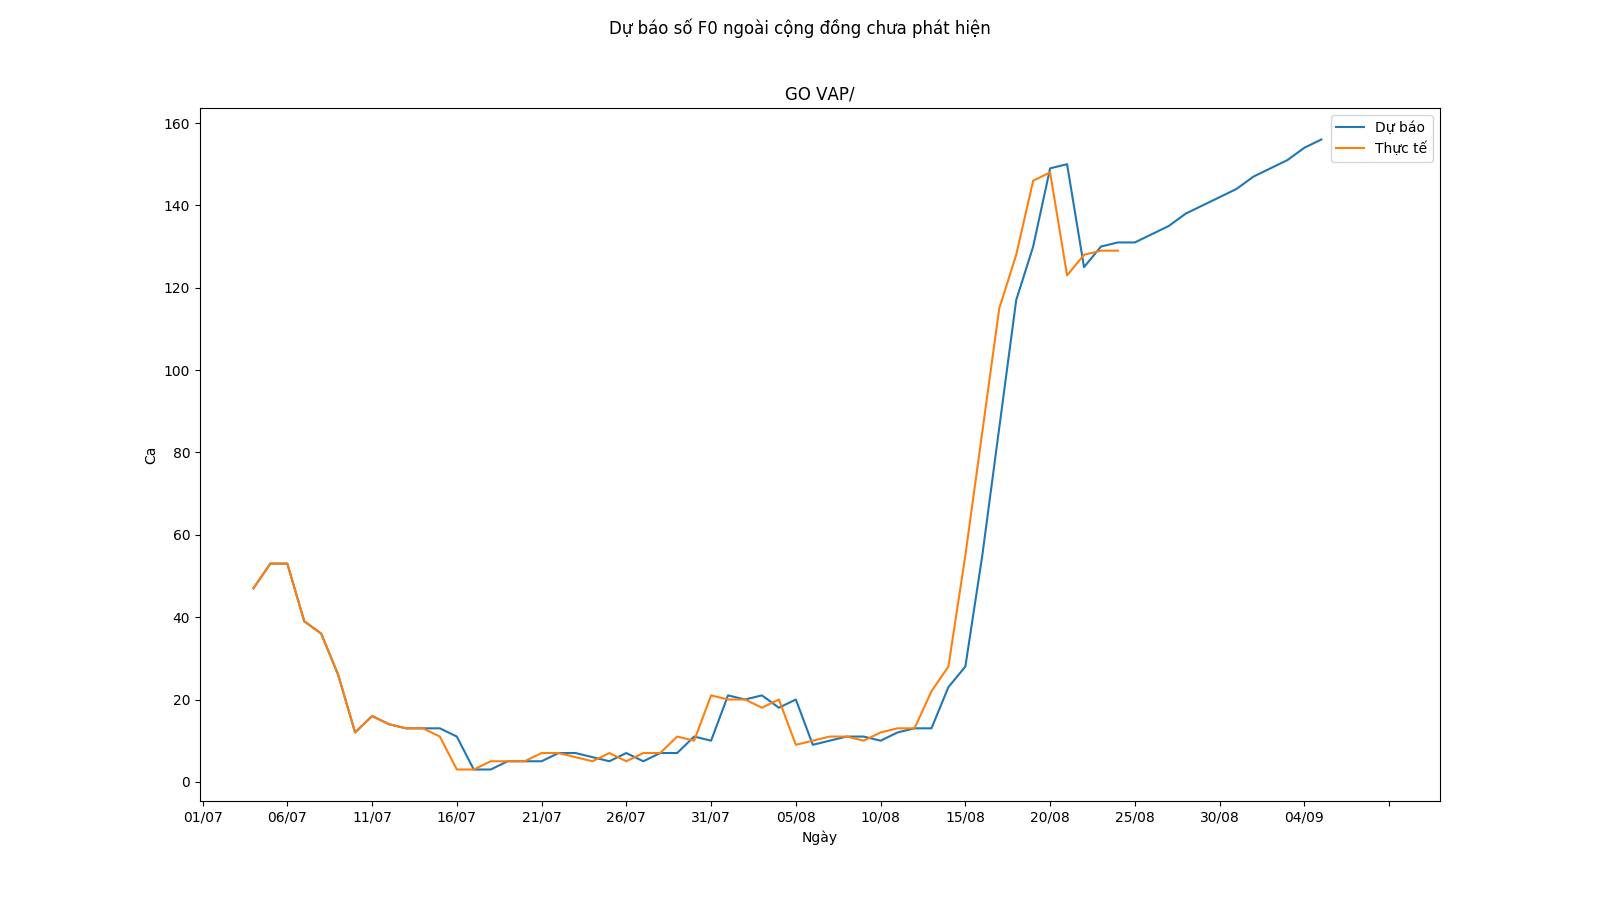 Dự báo số F0 ngoài cộng đồng chưa phát hiện
GO VAP/
Dự báo
Thực tế
160
140
120
100
80
60
40
20
0
Ca
01/07 06/07 11/07 16/07 21/07 26/07 31/07 05/08 10/08 15/08 20/08 25/08 30/08 04/09
Ngày